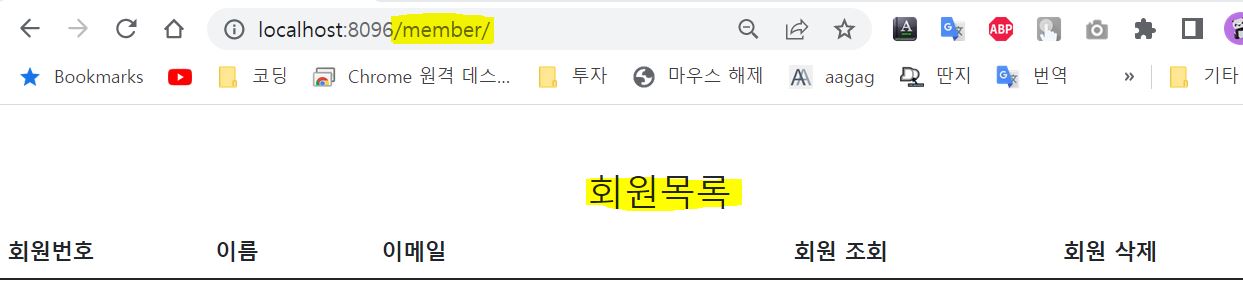 localhost:8096/member/
Bookmarks 코딩 Chrome 원격 데스... 투자 마우스 해제 aagag 딴지 번역 » 기타
회원목록
회원번호 이름 이메일 회원 조회 회원 삭제